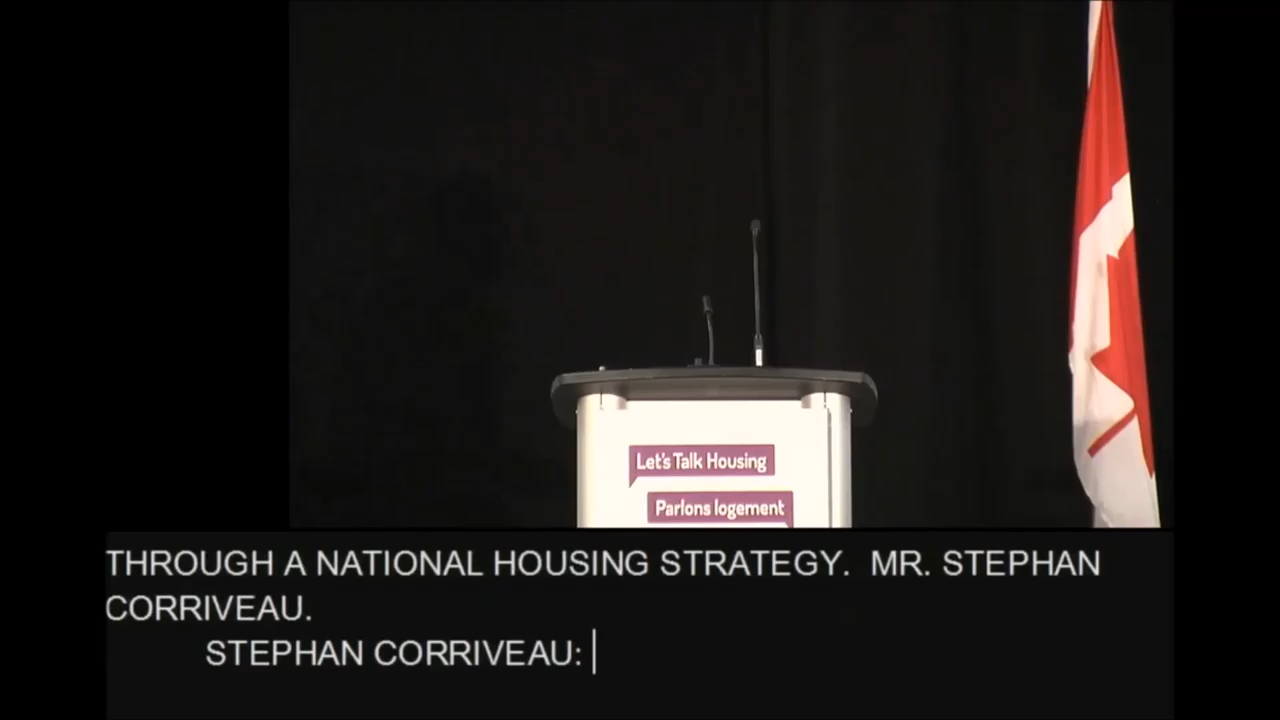 Let's Talk Housing
Parlons logement
THROUGH A NATIONAL HOUSING STRATEGY. MR. STEPHAN
CORRIVEAU.
STEPHAN CORRIVEAU: